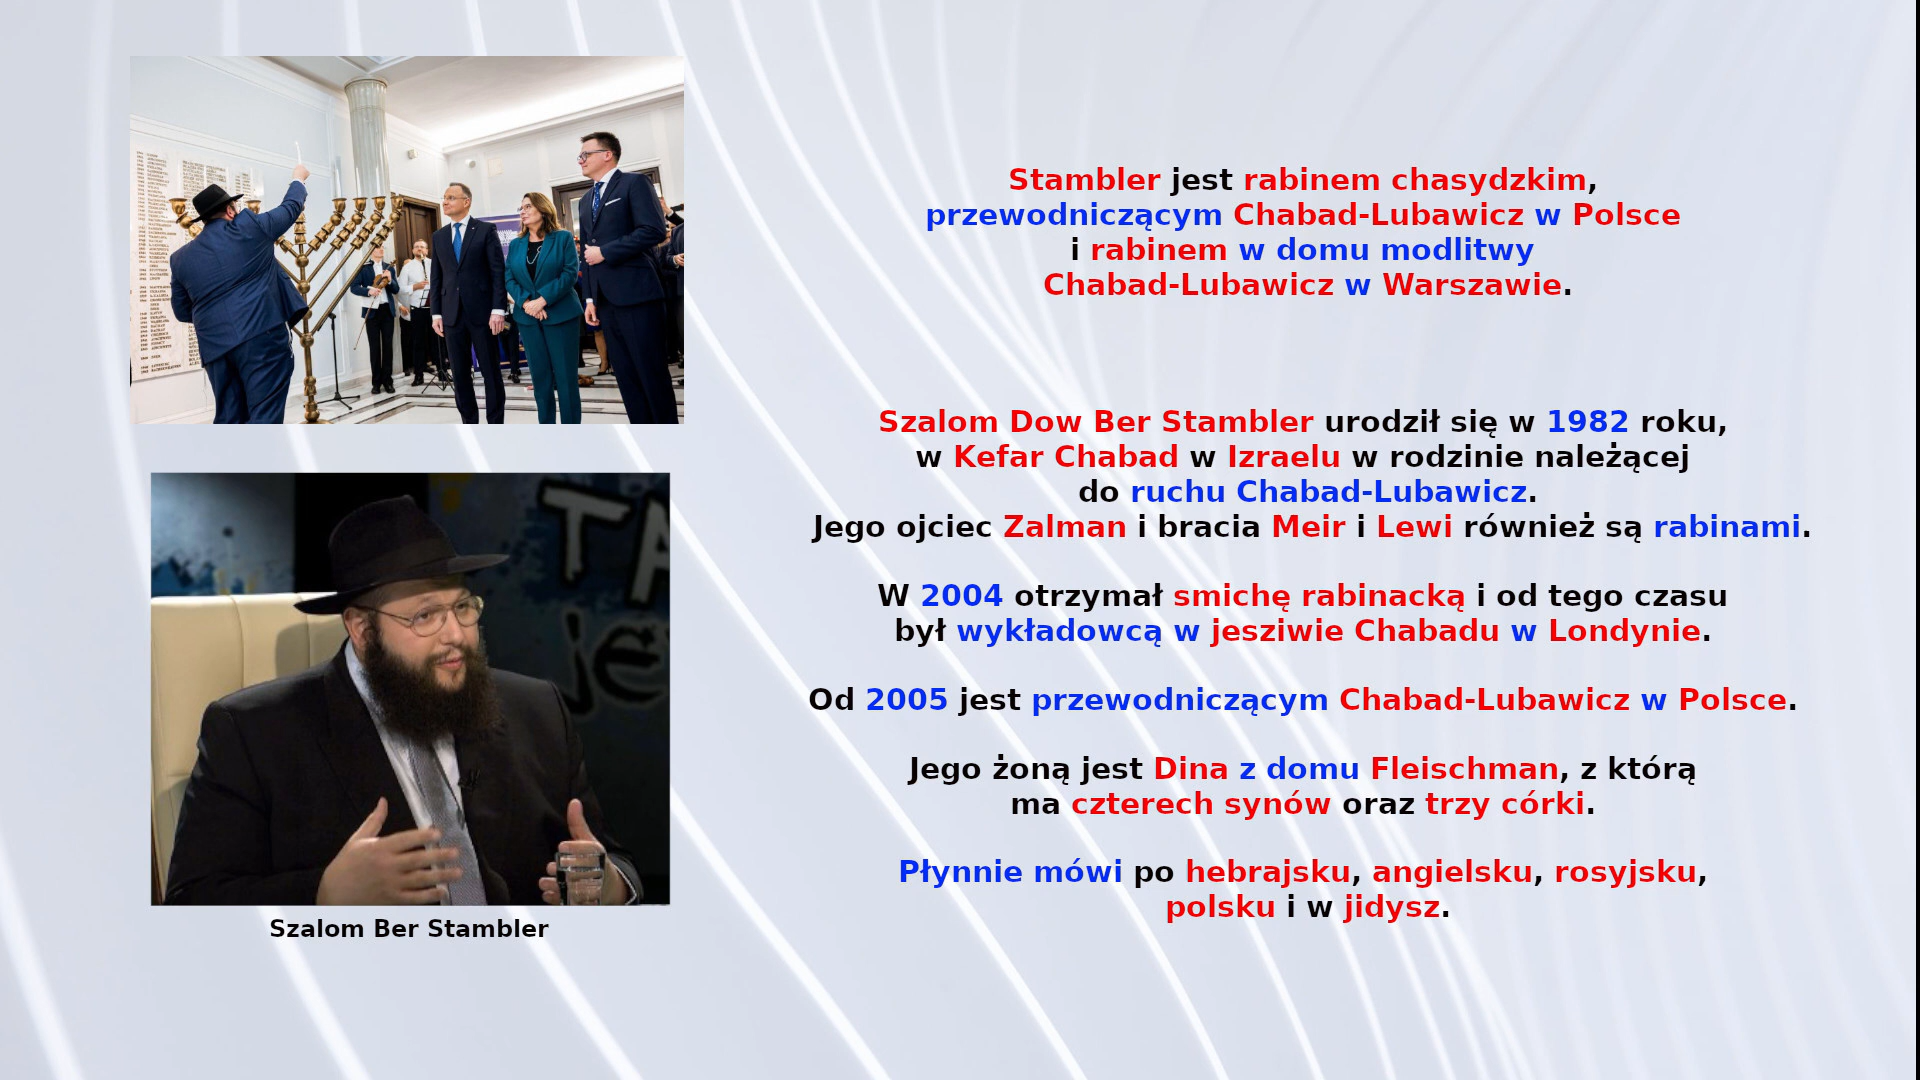 Stambler jest rabinem chasydzkim,
przewodniczącym Chabad-Lubawicz w Polsce
i rabinem w domu modlitwy
Chabad-Lubawicz w Warszawie.
Szalom Dow Ber Stambler urodził się w 1982 roku,
w Kefar Chabad w Izraelu w rodzinie należącej
do ruchu Chabad-Lubawicz.
Jego ojciec Zalman i bracia Meir i Lewi również są rabinami.
W 2004 otrzymał smichę rabinacką i od tego czasu
był wykładowcą w jesziwie Chabadu w Londynie.
Od 2005 jest przewodniczącym Chabad-Lubawicz w Polsce.
Jego żoną jest Dina z domu Fleischman, z którą
ma czterech synów oraz trzy córki.
Płynnie mówi po hebrajsku, angielsku, rosyjsku,
polsku i w jidysz.
Szalom Ber Stambler